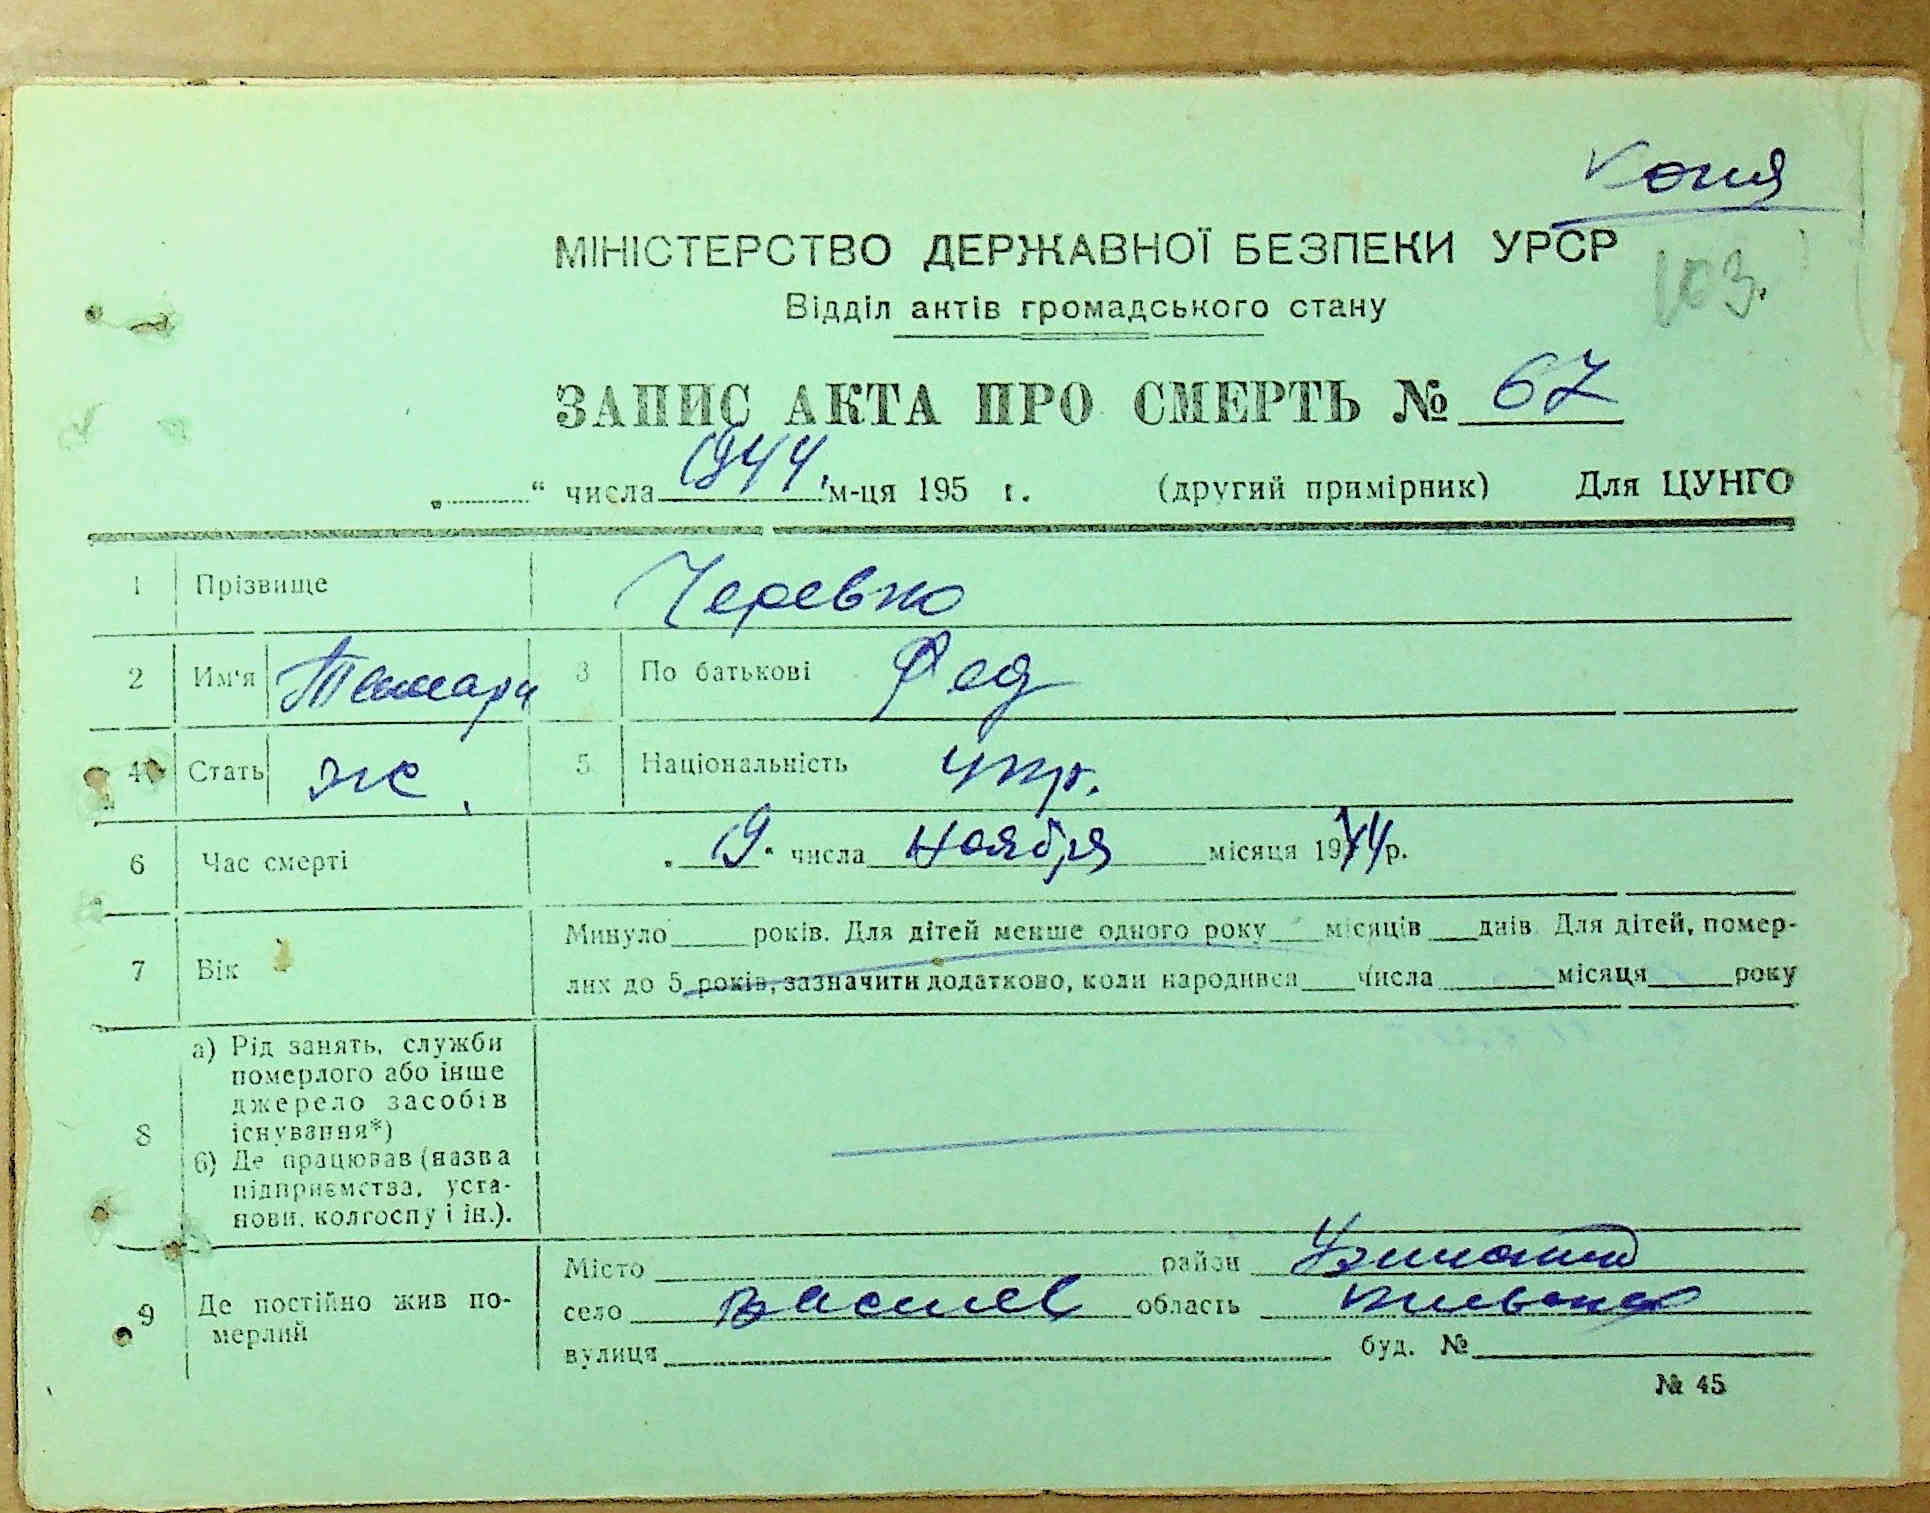 Копия
МІНІСТЕРСТВО ДЕРЖАВНОЇ БЕЗПЕКИ УРСР
103.
Відділ актів громадського стану
ЗАПИС АКТА ПРО СМЕРТЬ № 67
„ “ числа 1944. м-ця 195 г. (другий примірник) Для ЦУНГО
1 Прізвище Черевко
2 Им'я Тамара 3 По батькові Фед
4 Стать ж. 5 Національність укр.
6 Час смерті „19“ числа ноября місяця 1944р.
7 Вік Минуло років. Для дітей менше одного року місяців днів. Для дітей, помер-
лих до 5 років, зазначити додатково, коли народився числа місяця року
8 а) Рід занять, служби
померлого або інше
джерело засобів
існування*)
б) Де працював (назва
підприємства, уста-
нови, колгоспу і ін.).
9 Де постійно жив по-
мерлий
Місто район
село Василев область
вулиця буд. №
№ 45